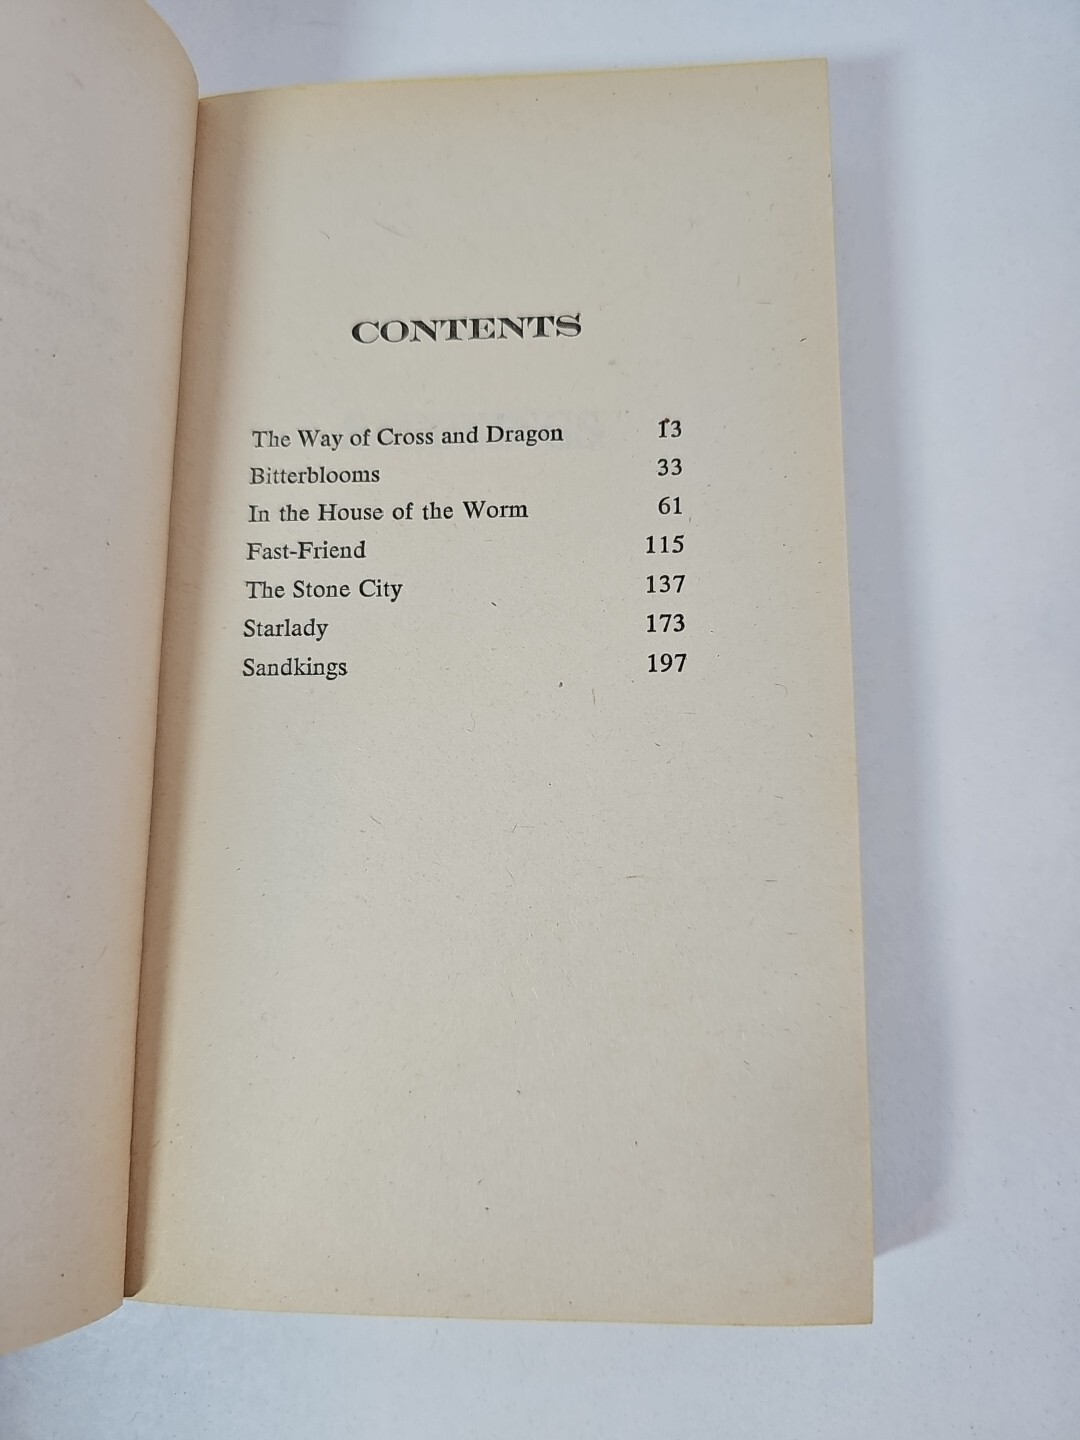 CONTENTS
The Way of Cross and Dragon 13
Bitterblooms 33
In the House of the Worm 61
Fast-Friend 115
The Stone City 137
Starlady 173
Sandkings 197